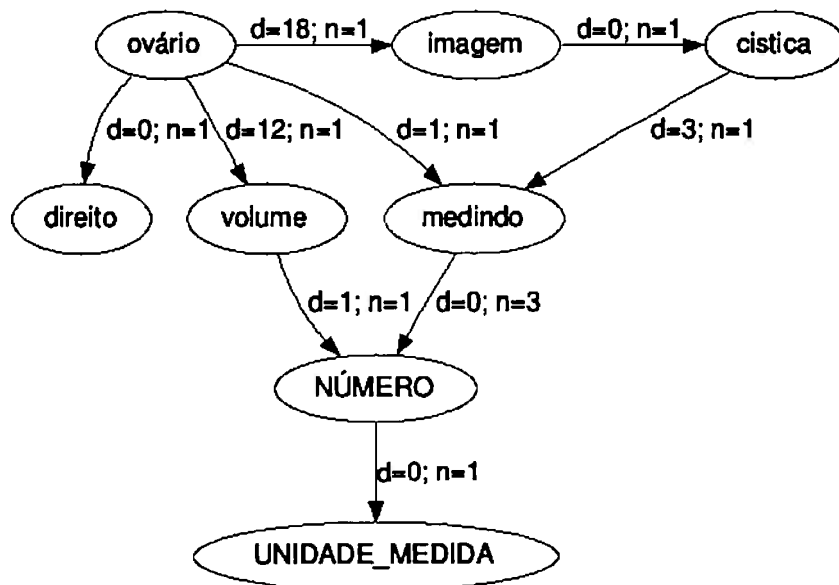 ovário d=18; n=1 imagem d=0; n=1 cistica
d=0; n=1 d=12; n=1 d=1; n=1 d=3; n=1
direito volume medindo
d=1; n=1 d=0; n=3
NÚMERO
d=0; n=1
UNIDADE_MEDIDA